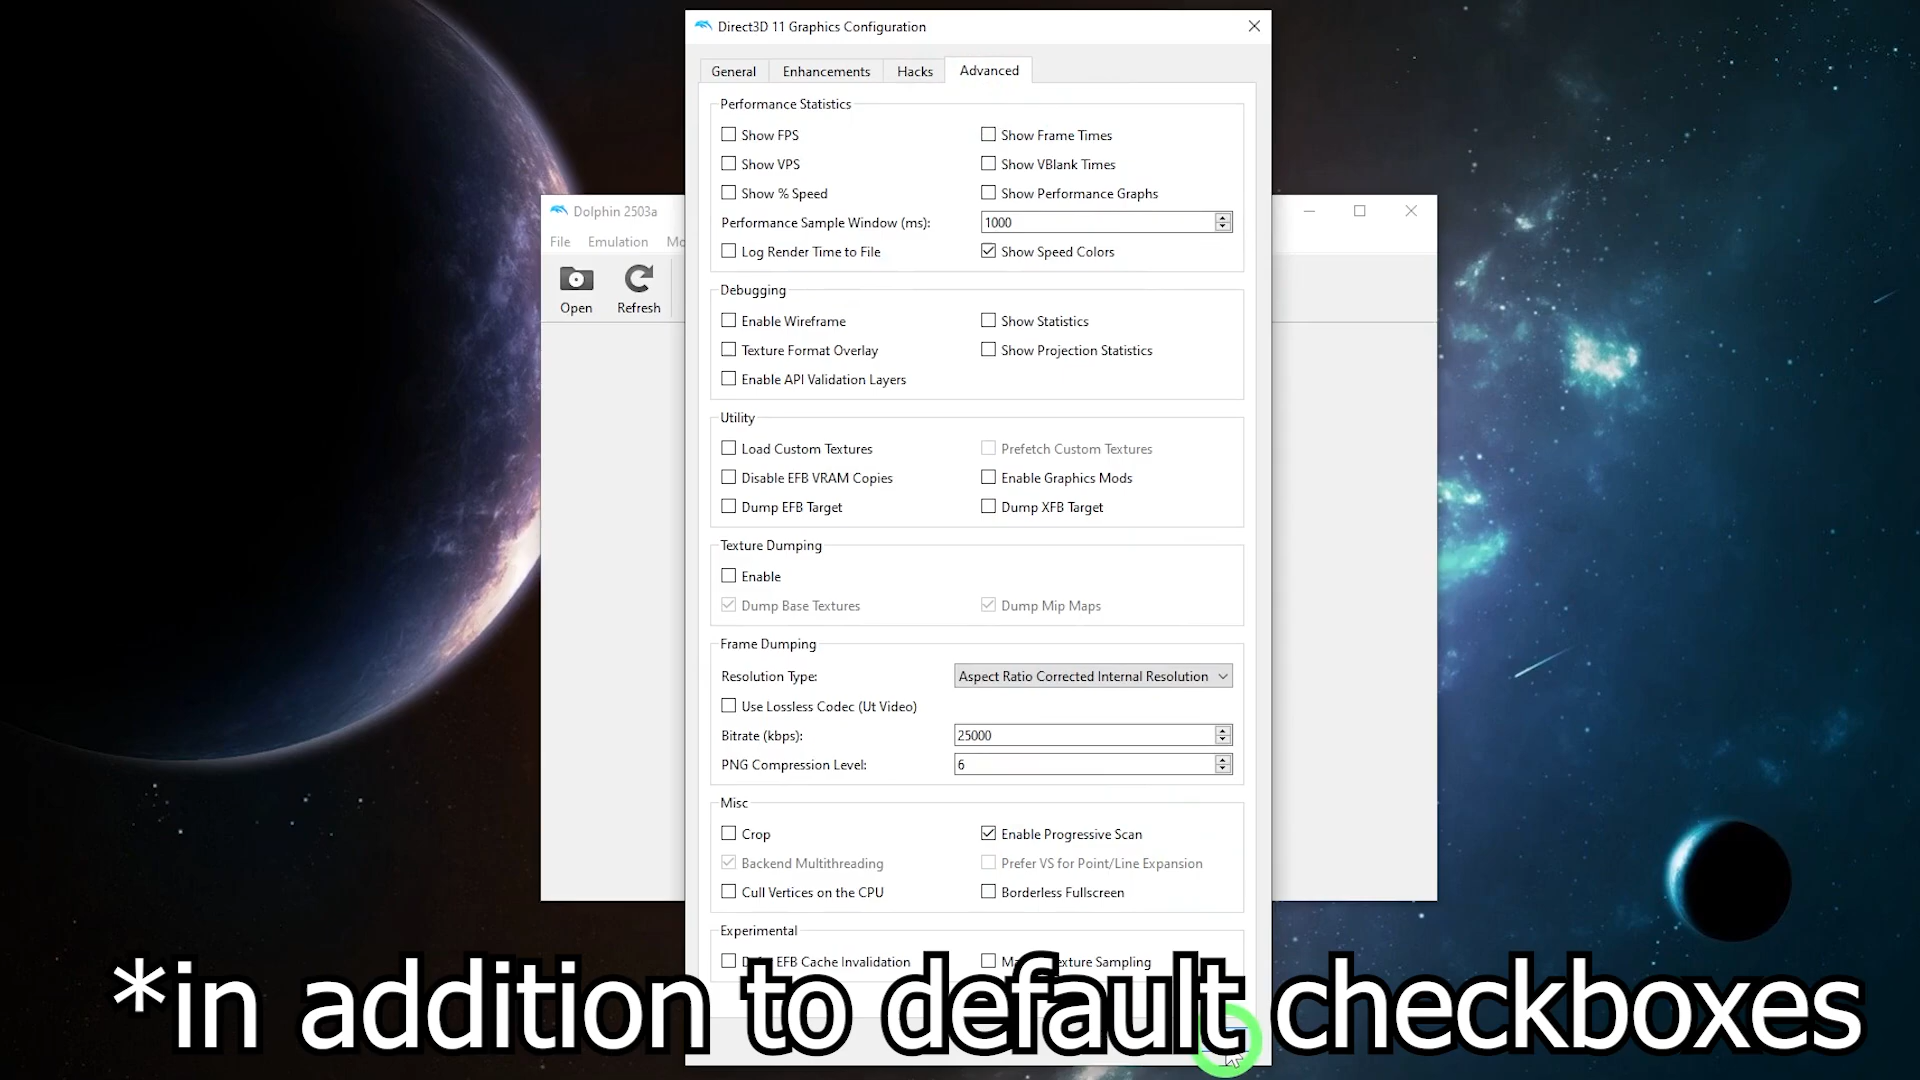 Direct3D 11 Graphics Configuration
General Enhancements Hacks Advanced
Performance Statistics
Show FPS Show Frame Times
Show VPS Show VBlank Times
Show % Speed Show Performance Graphs
Performance Sample Window (ms): 1000
Log Render Time to File Show Speed Colors
Debugging
Enable Wireframe Show Statistics
Texture Format Overlay Show Projection Statistics
Enable API Validation Layers
Utility
Load Custom Textures Prefetch Custom Textures
Disable EFB VRAM Copies Enable Graphics Mods
Dump EFB Target Dump XFB Target
Texture Dumping
Enable
Dump Base Textures Dump Mip Maps
Frame Dumping
Resolution Type: Aspect Ratio Corrected Internal Resolution
Use Lossless Codec (Ut Video)
Bitrate (kbps): 25000
PNG Compression Level: 6
Misc
Crop Enable Progressive Scan
Backend Multithreading Prefer VS for Point/Line Expansion
Cull Vertices on the CPU Borderless Fullscreen
Experimental
EFB Cache Invalidation Sampling
Dolphin 2503a
File Emulation
Open Refresh
*in addition to default checkboxes